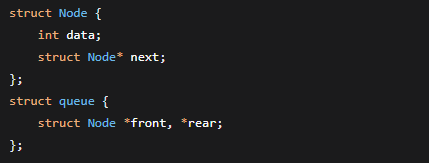 struct Node {
    int data;
    struct Node* next;
};
struct queue {
    struct Node *front, *rear;
};